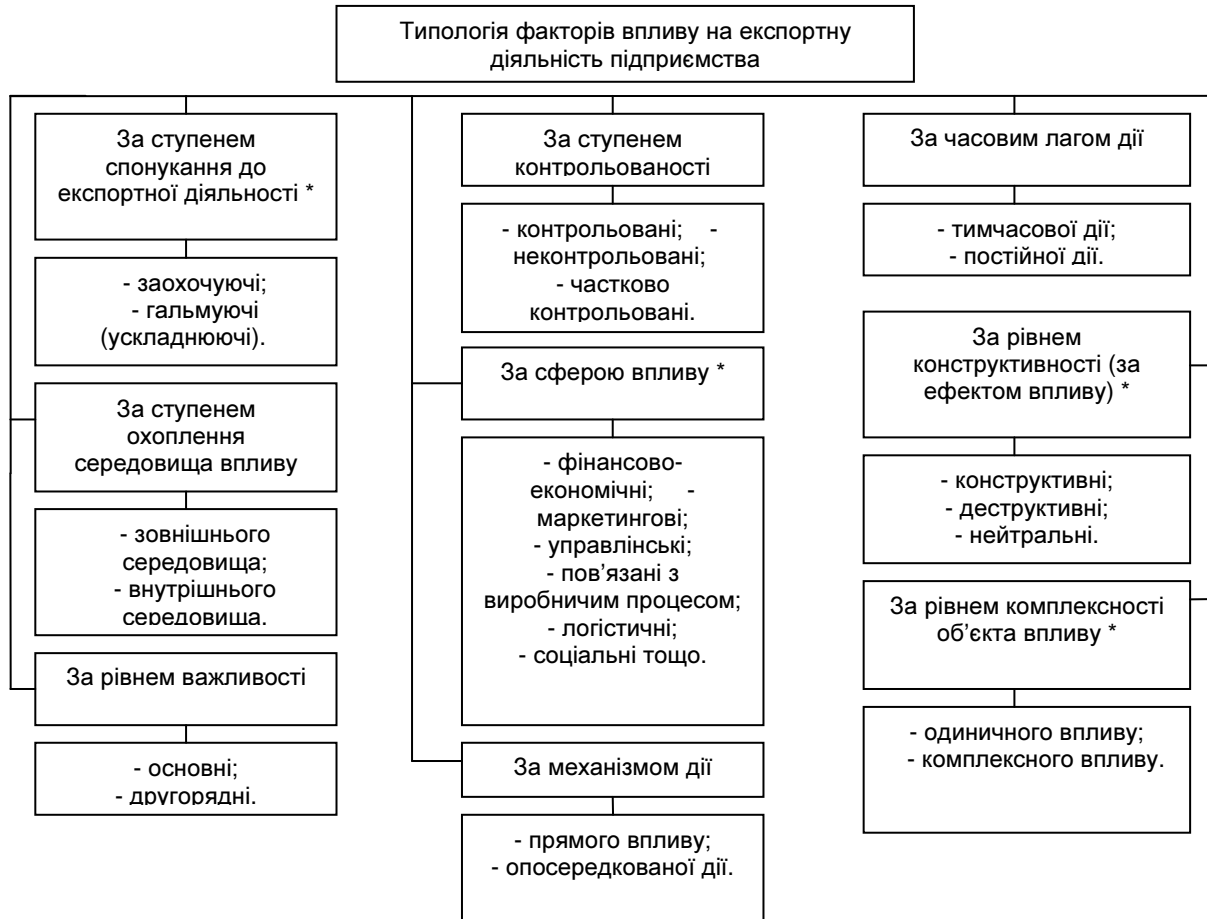 Типологія факторів впливу на експортну
діяльність підприємства
За ступенем
спонукання до
експортної діяльності *
- заохочуючі;
- гальмуючі
(ускладнюючі).
За ступенем
охоплення
середовища впливу
- зовнішнього
середовища;
- внутрішнього
середовища.
За рівнем важливості
- основні;
- другорядні.
За ступенем
контрольованості
- контрольовані; -
неконтрольовані;
- частково
контрольовані.
За сферою впливу *
- фінансово-
економічні; -
маркетингові;
- управлінські;
- пов’язані з
виробничим процесом;
- логістичні;
- соціальні тощо.
За механізмом дії
- прямого впливу;
- опосередкованої дії.
За часовим лагом дії
- тимчасової дії;
- постійної дії.
За рівнем
конструктивності (за
ефектом впливу) *
- конструктивні;
- деструктивні;
- нейтральні.
За рівнем комплексності
об’єкта впливу *
- одиничного впливу;
- комплексного впливу.